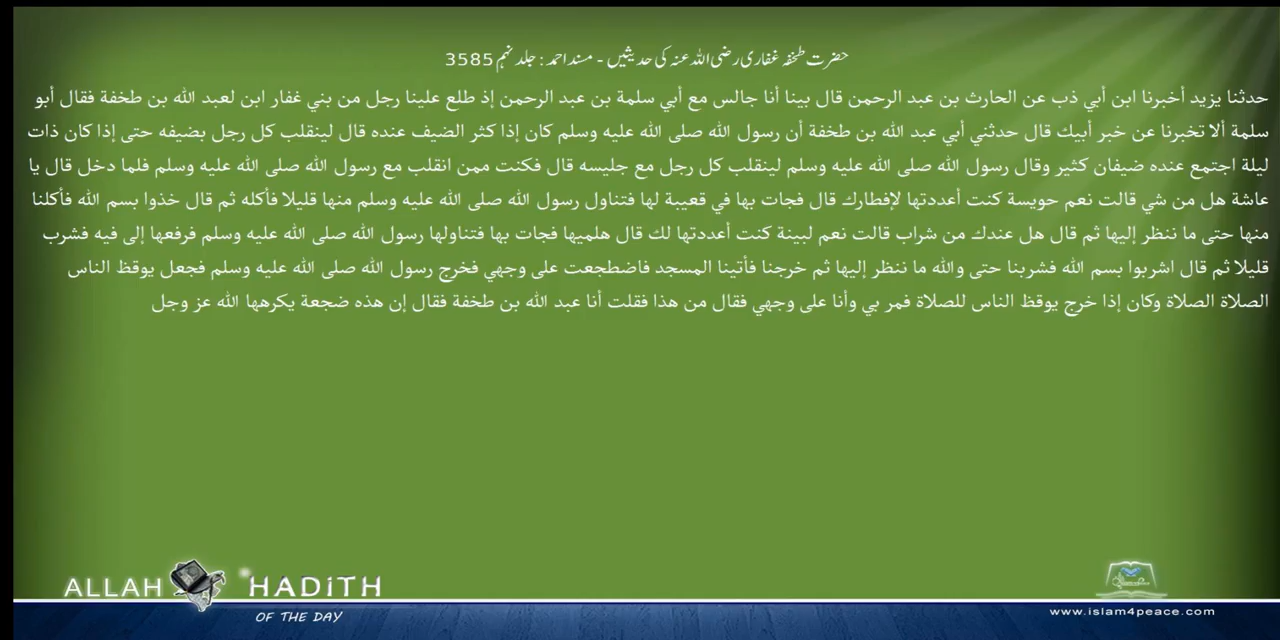 حضرت طخفہ غفاری رضی اللہ عنہ کی حدیثیں - مسند احمد : جلد نہم 3585
حدثنا يزيد أخبرنا ابن أبي ذب عن الحارث بن عبد الرحمن قال بينا أنا جالس مع أبي سلمة بن عبد الرحمن إذ طلع علينا رجل من بني غفار ابن لعبد الله بن طخفة فقال أبو
سلمة ألا تخبرنا عن خبر أبيك قال حدثني أبي عبد الله بن طخفة أن رسول الله صلى الله عليه وسلم كان إذا كثر الضيف عنده قال لينقلب كل رجل بضيفه حتى إذا كان ذات
ليلة اجتمع عنده ضيفان كثير وقال رسول الله صلى الله عليه وسلم لينقلب كل رجل مع جليسه قال فكنت ممن انقلب مع رسول الله صلى الله عليه وسلم فلما دخل قال يا
عاشة هل من شي قالت نعم حويسة كنت أعددتها لإفطارك قال فجات بها في قعيبة لها فتناول رسول الله صلى الله عليه وسلم منها قليلا فأكله ثم قال خذوا بسم الله فأكلنا
منها حتى ما ننظر إليها ثم قال هل عندك من شراب قالت نعم لبينة كنت أعددتها لك قال هلميها فجات بها فتناولها رسول الله صلى الله عليه وسلم فرفعها إلى فيه فشرب
قليلا ثم قال اشربوا بسم الله فشربنا حتى والله ما ننظر إليها ثم خرجنا فأتينا المسجد فاضطجعت على وجهي فخرج رسول الله صلى الله عليه وسلم فجعل يوقظ الناس
الصلاة الصلاة وكان إذا خرج يوقظ الناس للصلاة فمر بي وأنا على وجهي فقال من هذا فقلت أنا عبد الله بن طخفة فقال إن هذه ضجعة يكرهها الله عز وجل
ALLAH HADITH
OF THE DAY
www.islam4peace.com